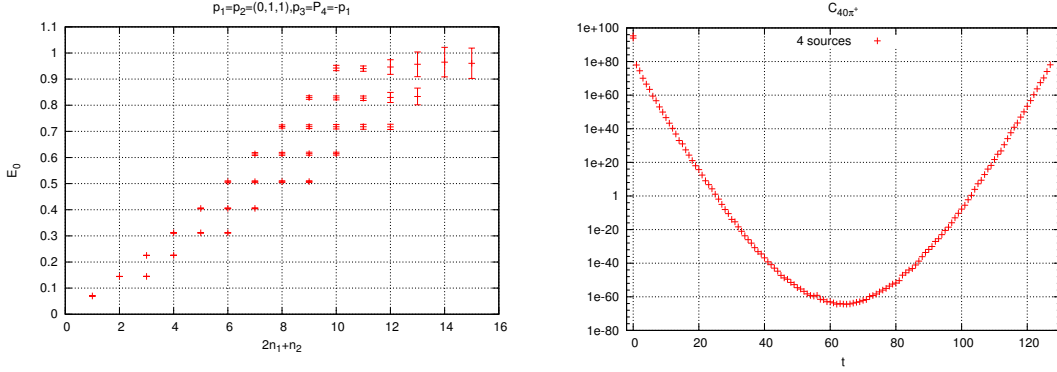 p1=p2=(0,1,1),p3=P4=-p1
1.1
1
0.9
0.8
0.7
0.6
0.5
0.4
0.3
0.2
0.1
0
E0
0 2 4 6 8 10 12 14 16
2n1+n2
C40π+
4 sources
1e+100
1e+80
1e+60
1e+40
1e+20
1
1e-20
1e-40
1e-60
1e-80
0 20 40 60 80 100 120
t